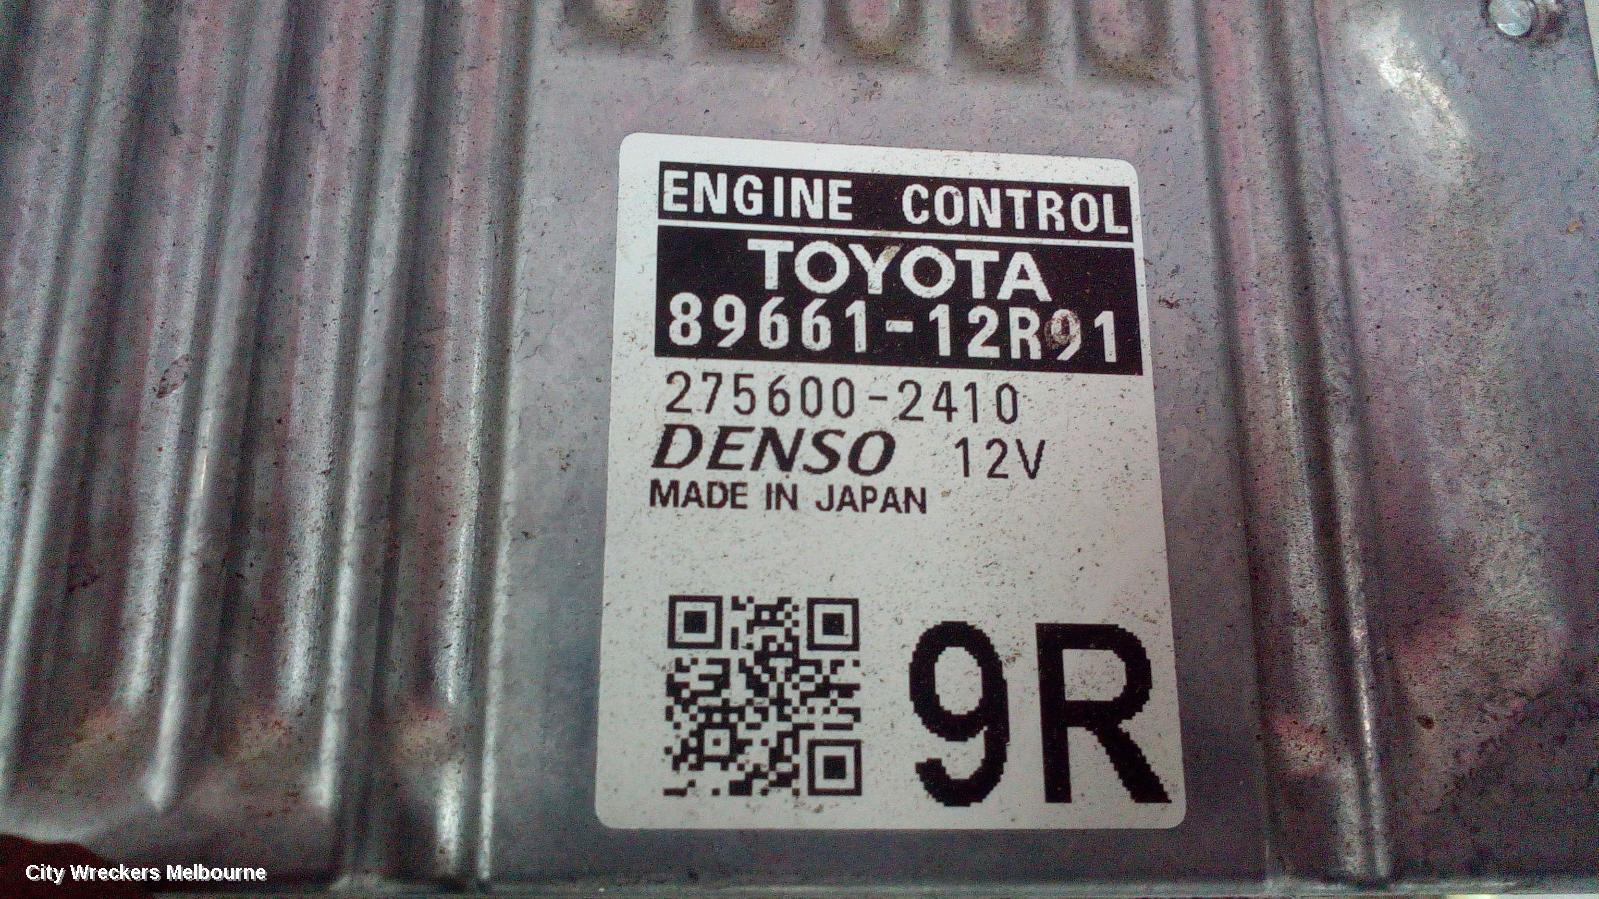 ENGINE CONTROL
TOYOTA
89661-12R91
275600-2410
DENSO 12V
MADE IN JAPAN
9R
City Wreckers Melbourne